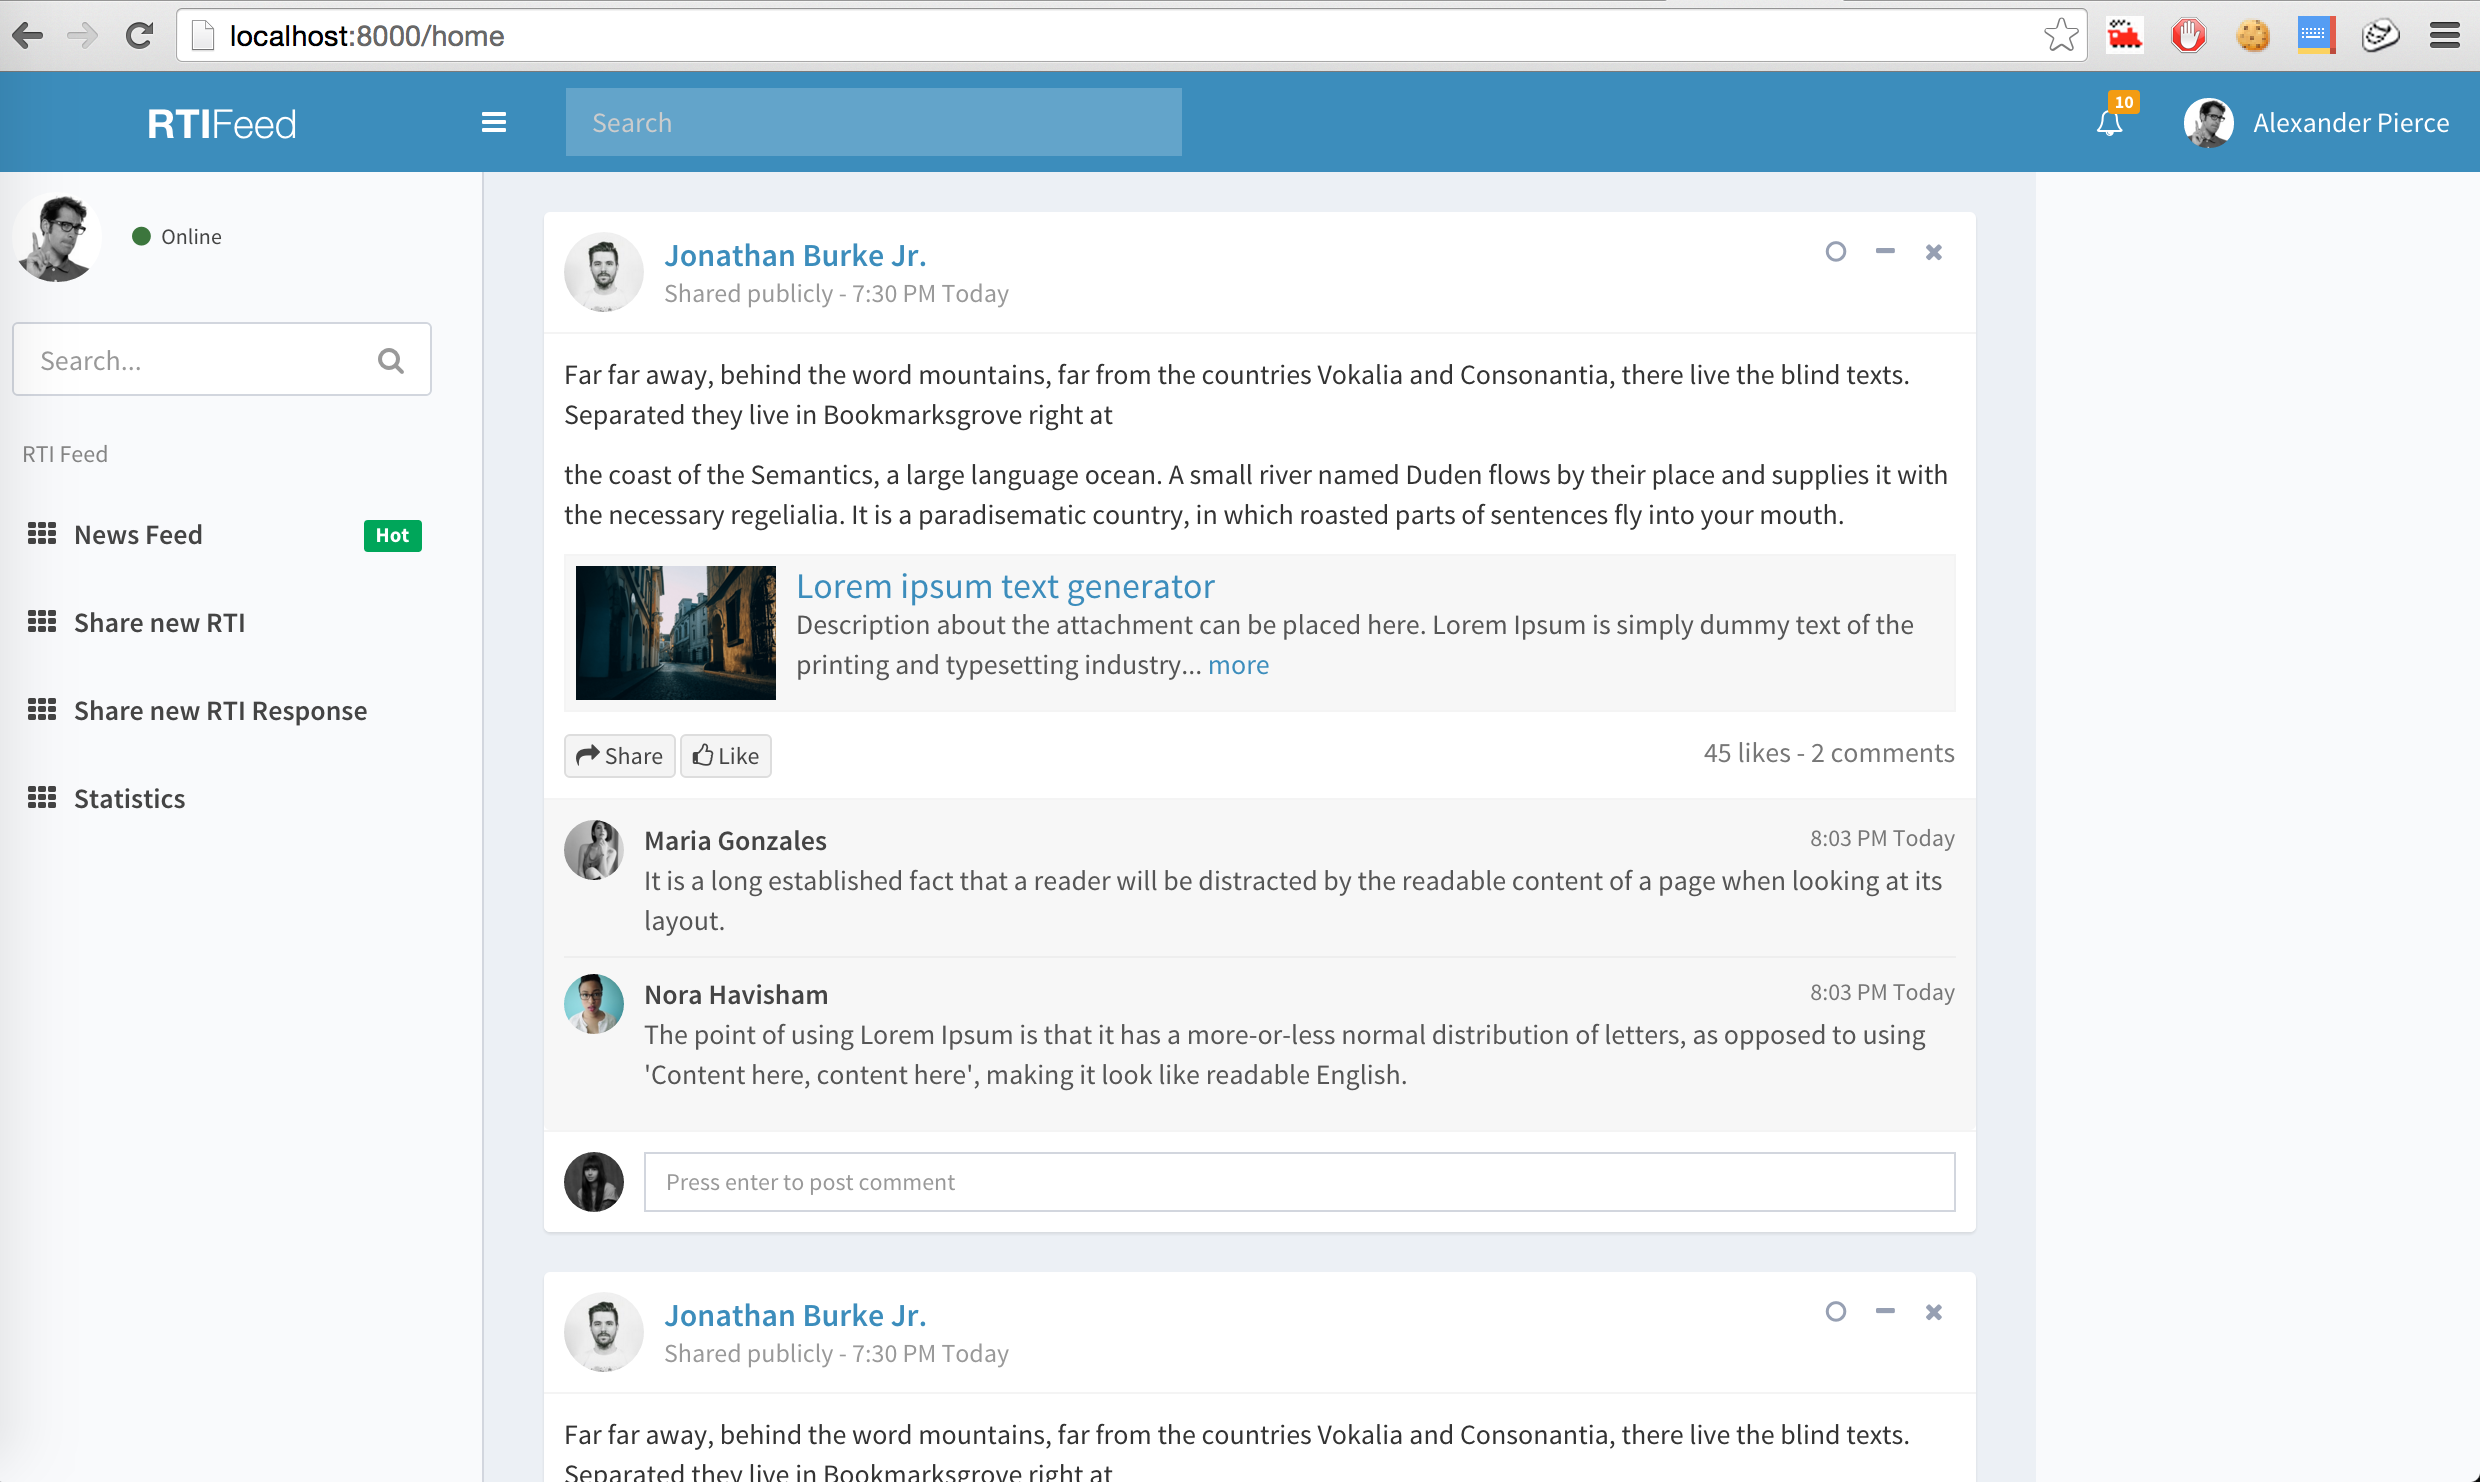 localhost:8000/home
RTIFeed
Search
10
Alexander Pierce
Online
Search...
RTI Feed
News Feed
Hot
Share new RTI
Share new RTI Response
Statistics
Jonathan Burke Jr.
Shared publicly - 7:30 PM Today
Far far away, behind the word mountains, far from the countries Vokalia and Consonantia, there live the blind texts.
Separated they live in Bookmarksgrove right at
the coast of the Semantics, a large language ocean. A small river named Duden flows by their place and supplies it with
the necessary regelialia. It is a paradisematic country, in which roasted parts of sentences fly into your mouth.
Lorem ipsum text generator
Description about the attachment can be placed here. Lorem Ipsum is simply dummy text of the
printing and typesetting industry... more
Share
Like
45 likes - 2 comments
Maria Gonzales
8:03 PM Today
It is a long established fact that a reader will be distracted by the readable content of a page when looking at its
layout.
Nora Havisham
8:03 PM Today
The point of using Lorem Ipsum is that it has a more-or-less normal distribution of letters, as opposed to using
'Content here, content here', making it look like readable English.
Press enter to post comment
Jonathan Burke Jr.
Shared publicly - 7:30 PM Today
Far far away, behind the word mountains, far from the countries Vokalia and Consonantia, there live the blind texts.
Separated they live in Bookmarksgrove right at